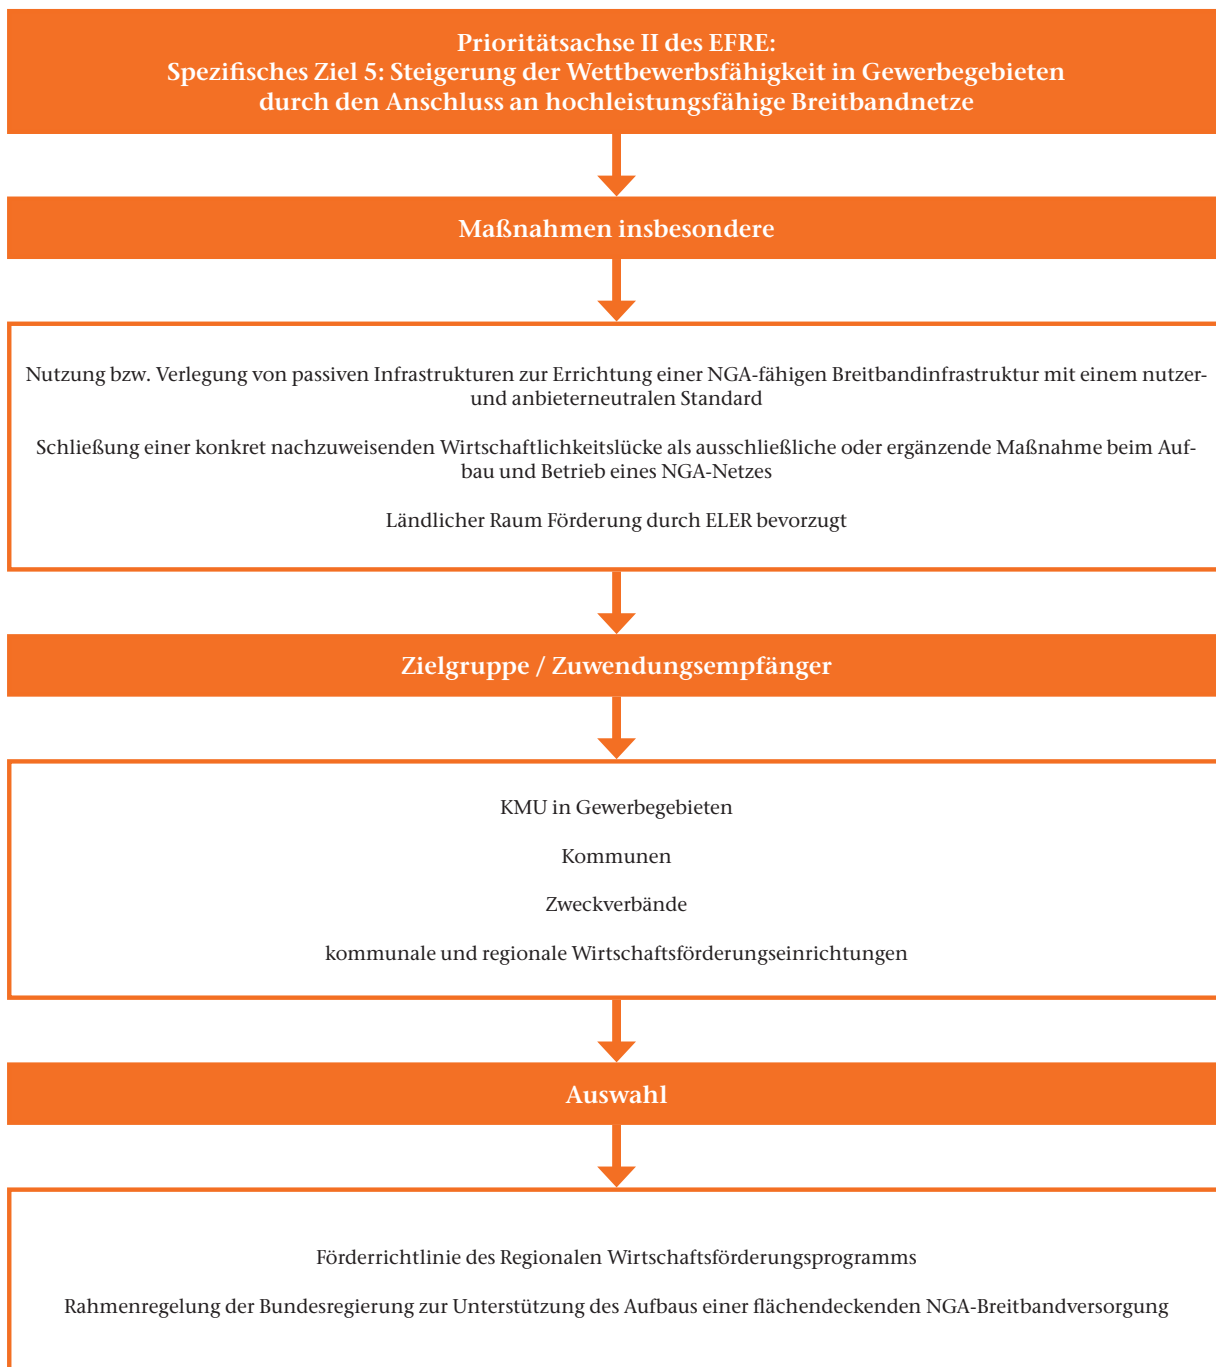 Prioritätsachse II des EFRE:
Spezifisches Ziel 5: Steigerung der Wettbewerbsfähigkeit in Gewerbegebieten
durch den Anschluss an hochleistungsfähige Breitbandnetze
Maßnahmen insbesondere
Nutzung bzw. Verlegung von passiven Infrastrukturen zur Errichtung einer NGA-fähigen Breitbandinfrastruktur mit einem nutzer-
und anbieterneutralen Standard
Schließung einer konkret nachzuweisenden Wirtschaftlichkeitslücke als ausschließliche oder ergänzende Maßnahme beim Auf-
bau und Betrieb eines NGA-Netzes
Ländlicher Raum Förderung durch ELER bevorzugt
Zielgruppe / Zuwendungsempfänger
KMU in Gewerbegebieten
Kommunen
Zweckverbände
kommunale und regionale Wirtschaftsförderungseinrichtungen
Auswahl
Förderrichtlinie des Regionalen Wirtschaftsförderungsprogramms
Rahmenregelung der Bundesregierung zur Unterstützung des Aufbaus einer flächendeckenden NGA-Breitbandversorgung